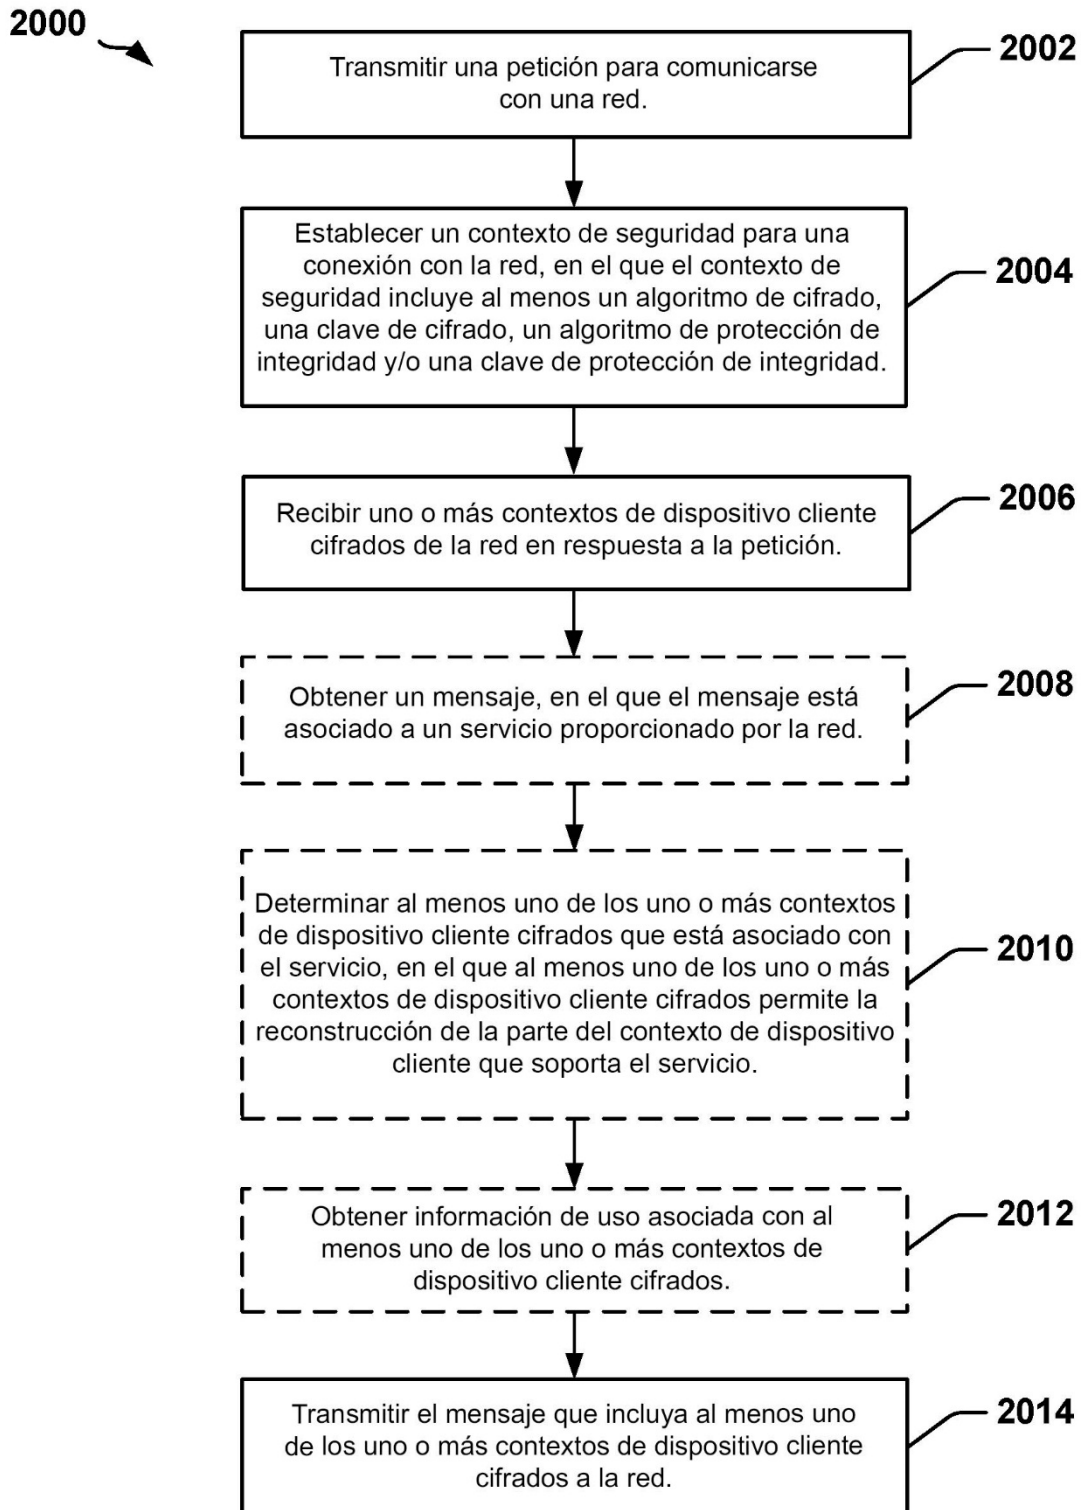 2000
2002
Transmitir una petición para comunicarse
con una red.
2004
Establecer un contexto de seguridad para una
conexión con la red, en el que el contexto de
seguridad incluye al menos un algoritmo de cifrado,
una clave de cifrado, un algoritmo de protección de
integridad y/o una clave de protección de integridad.
2006
Recibir uno o más contextos de dispositivo cliente
cifrados de la red en respuesta a la petición.
2008
Obtener un mensaje, en el que el mensaje está
asociado a un servicio proporcionado por la red.
2010
Determinar al menos uno de los uno o más contextos
de dispositivo cliente cifrados que está asociado con
el servicio, en el que al menos uno de los uno o más
contextos de dispositivo cliente cifrados permite la
reconstrucción de la parte del contexto de dispositivo
cliente que soporta el servicio.
2012
Obtener información de uso asociada con al
menos uno de los uno o más contextos de
dispositivo cliente cifrados.
2014
Transmitir el mensaje que incluya al menos uno
de los uno o más contextos de dispositivo cliente
cifrados a la red.